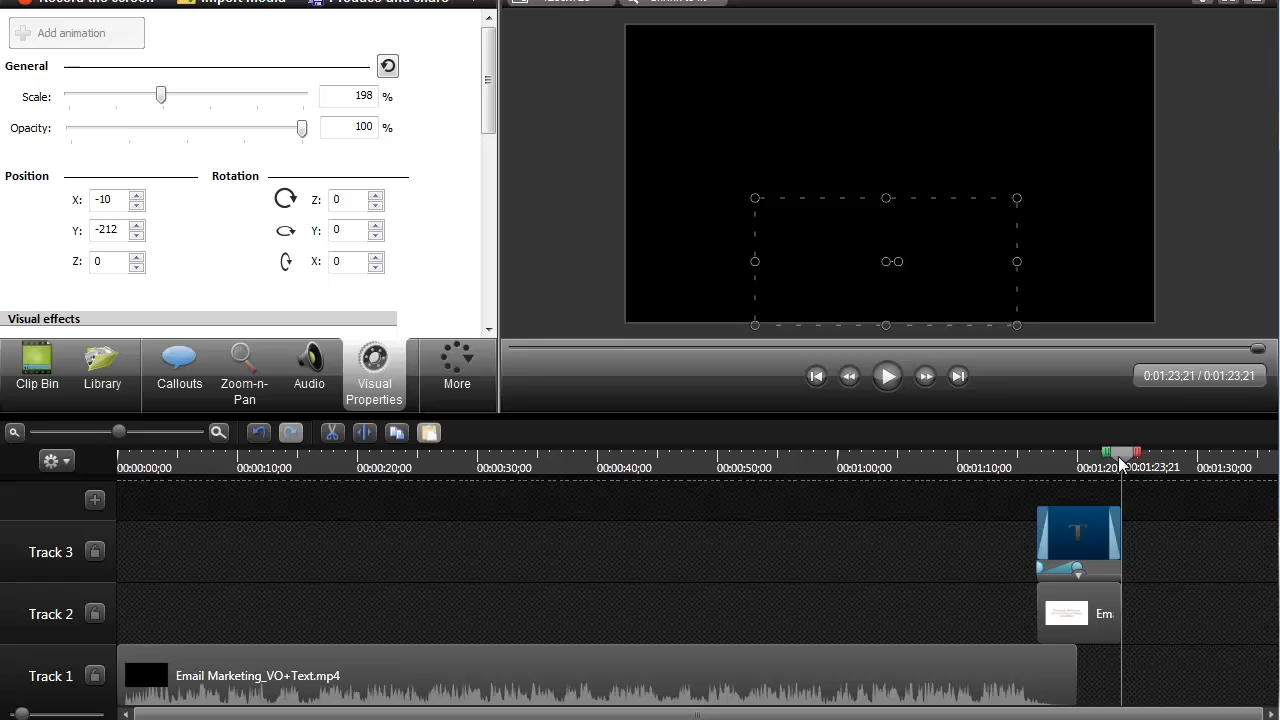 Add animation
General
Scale: 198 %
Opacity: 100 %
Position Rotation
X: -10 Z: 0
Y: -212 Y: 0
Z: 0 X: 0
Visual effects
Clip Bin Library Callouts Zoom-n-Pan Audio Visual Properties More
0:01:23;21 / 0:01:23;21
00:00:00;00 00:00:10;00 00:00:20;00 00:00:30;00 00:00:40;00 00:00:50;00 00:01:00;00 00:01:10;00 00:01:20 0:01:23;21 00:01:30;00
Track 3 T
Track 2 Em
Track 1 Email Marketing_VO+Text.mp4